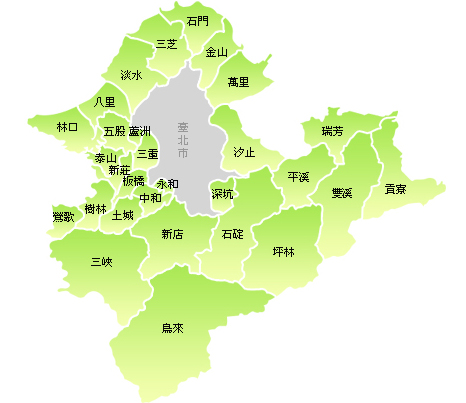 石門
三芝
金山
淡水
萬里
八里
林口
五股
蘆洲
臺北市
瑞芳
汐止
三重
泰山
新莊
板橋
永和
平溪
深坑
雙溪
貢寮
中和
樹林
鶯歌
土城
新店
石碇
坪林
三峽
烏來